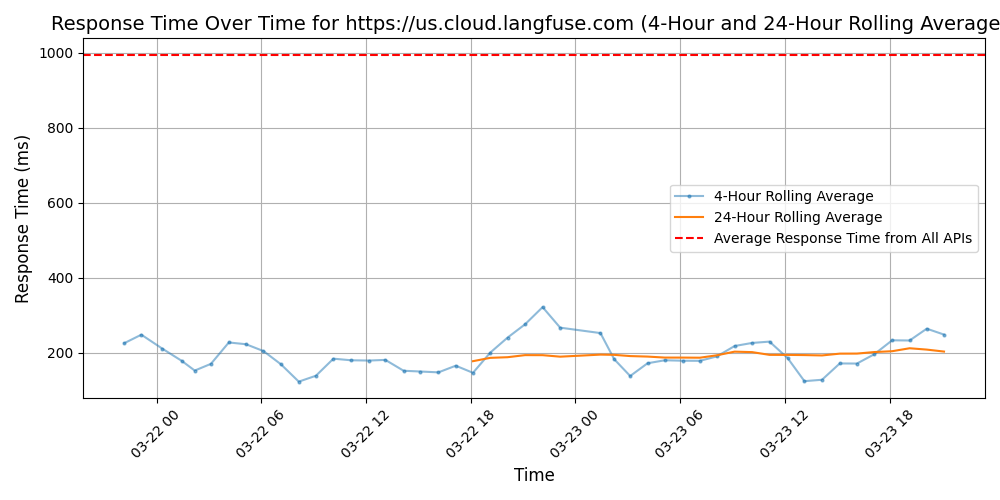 Response Time Over Time for https://us.cloud.langfuse.com (4-Hour and 24-Hour Rolling Average
1000
800
600
400
200
Response Time (ms)
4-Hour Rolling Average
24-Hour Rolling Average
Average Response Time from All APIs
03-22 00
03-22 06
03-22 12
03-22 18
03-23 00
03-23 06
03-23 12
03-23 18
Time